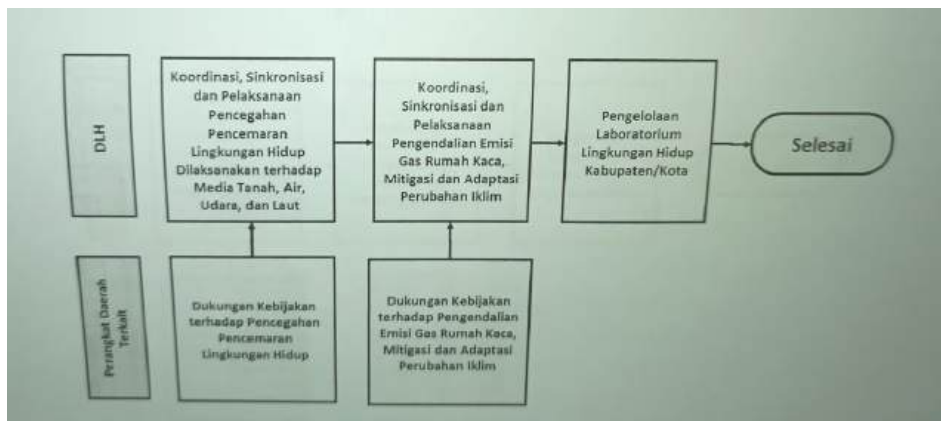 DLH
Koordinasi, Sinkronisasi
dan Pelaksanaan
Pencegahan
Pencemaran
Lingkungan Hidup
Dilaksanakan terhadap
Media Tanah, Air,
Udara, dan Laut
Koordinasi,
Sinkronisasi dan
Pelaksanaan
Pengendalian Emisi
Gas Rumah Kaca,
Mitigasi dan Adaptasi
Perubahan Iklim
Pengelolaan
Laboratorium
Lingkungan Hidup
Kabupaten/Kota
Selesai
Perangkat Daerah
Terkait
Dukungan Kebijakan
terhadap Pencegahan
Pencemaran
Lingkungan Hidup
Dukungan Kebijakan
terhadap Pengendalian
Emisi Gas Rumah Kaca,
Mitigasi dan Adaptasi
Perubahan Iklim